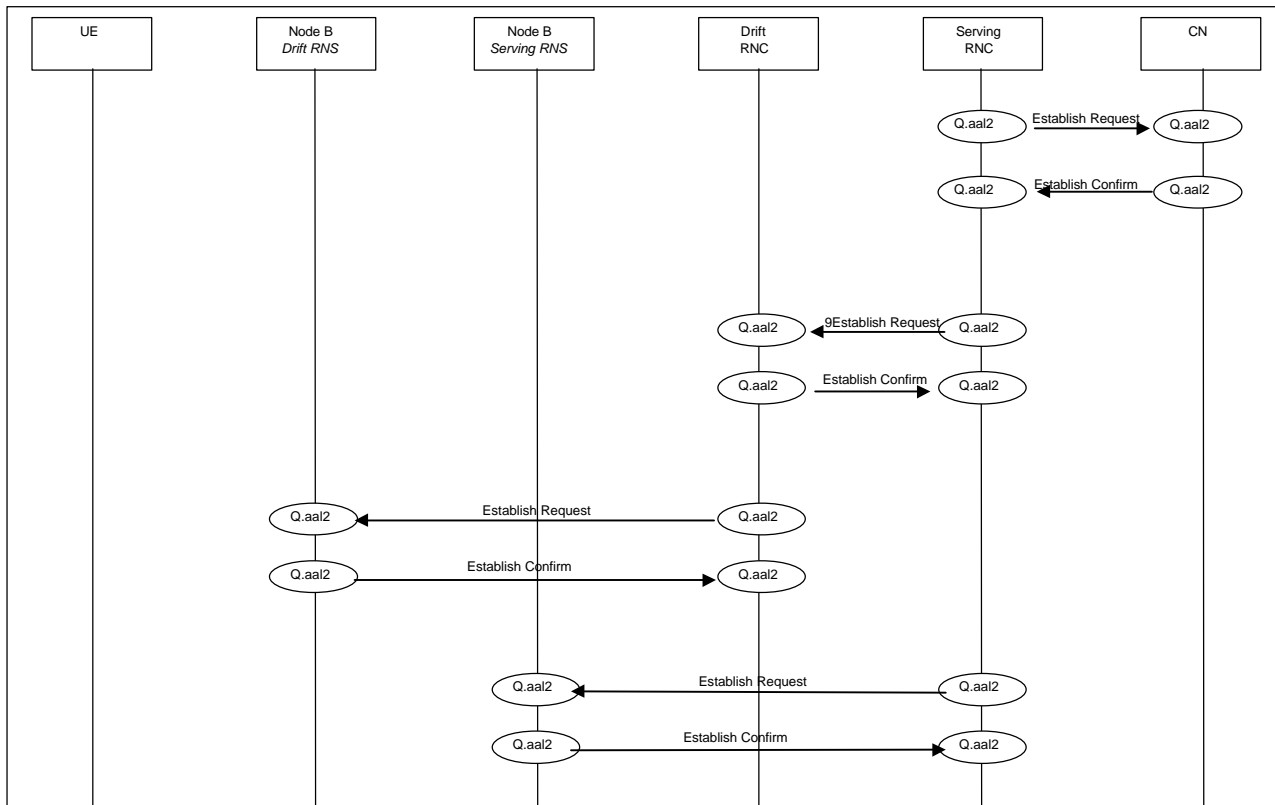 UE
Node B
Drift RNS
Node B
Serving RNS
Drift
RNC
Serving
RNC
CN
Q.aal2 Establish Request Q.aal2
Q.aal2 Establish Confirm Q.aal2
Q.aal2 9Establish Request Q.aal2
Q.aal2 Establish Confirm Q.aal2
Q.aal2 Establish Request Q.aal2
Q.aal2 Establish Confirm Q.aal2
Q.aal2 Establish Request Q.aal2
Q.aal2 Establish Confirm Q.aal2